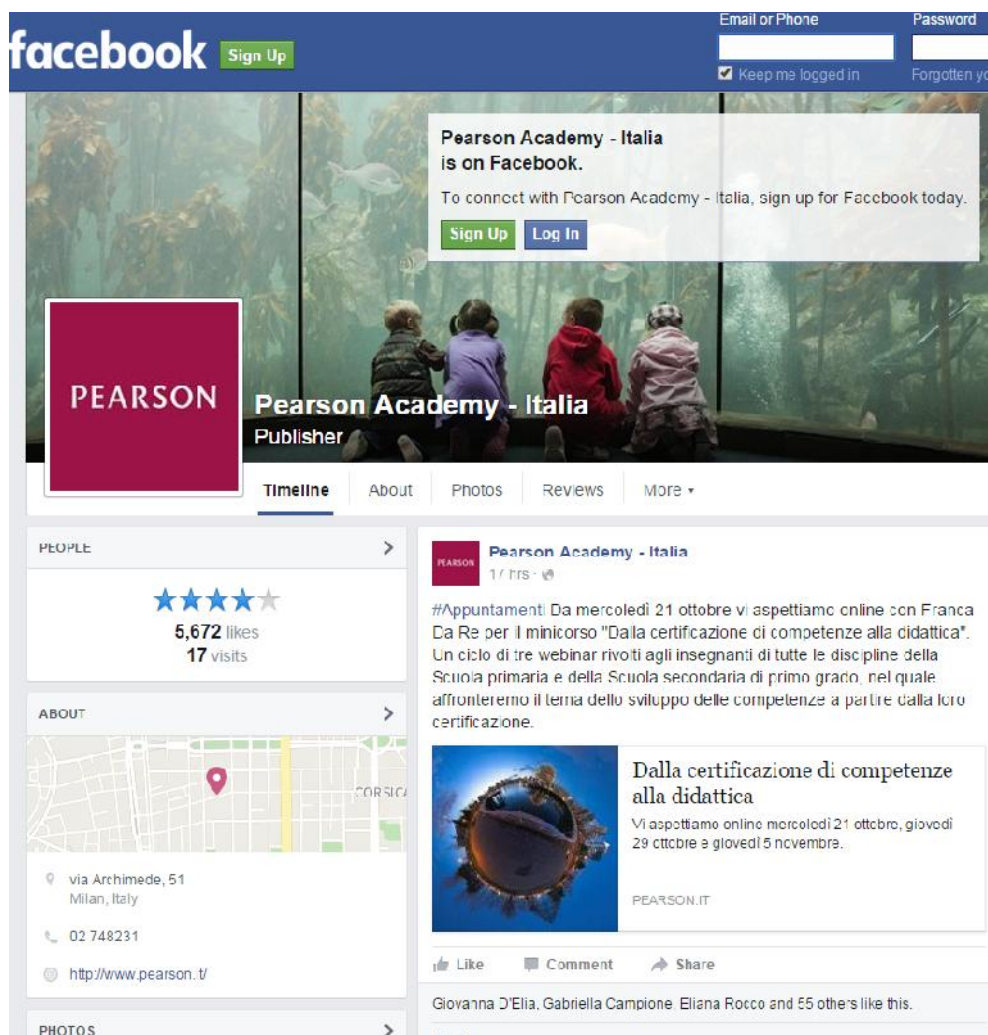 Email or Phone
Password
facebook
Sign Up
Keep me logged in
Forgotten
Pearson Academy - Italia
is on Facebook.
To connect with Pearson Academy - Italia, sign up for Facebook today.
Sign Up
Log In
PEARSON
Pearson Academy - Italia
Publisher
Timeline
About
Photos
Reviews
More
PEOPLE
5,672 likes
17 visits
ABOUT
via Archimede, 51
Milan, Italy
02 748231
http://www.pearson.it/
PHOTOS
PEARSON
Pearson Academy - Italia
17 hrs ·
#Appuntamenti Da mercoledì 21 ottobre vi aspettiamo online con Franca
Da Re per il minicorso "Dalla certificazione di competenze alla didattica".
Un ciclo di tre webinar rivolti agli insegnanti di tutte le discipline della
Scuola primaria e della Scuola secondaria di primo grado, nel quale
affronteremo il tema dello sviluppo delle competenze a partire dalla loro
certificazione.
Dalla certificazione di competenze
alla didattica
Vi aspettiamo online mercoledì 21 ottobre, giovedì
29 ottobre e giovedì 5 novembre.
PEARSON.IT
Like
Comment
Share
Giovanna D'Elia, Gabriella Campione, Eliana Rocco and 55 others like this.